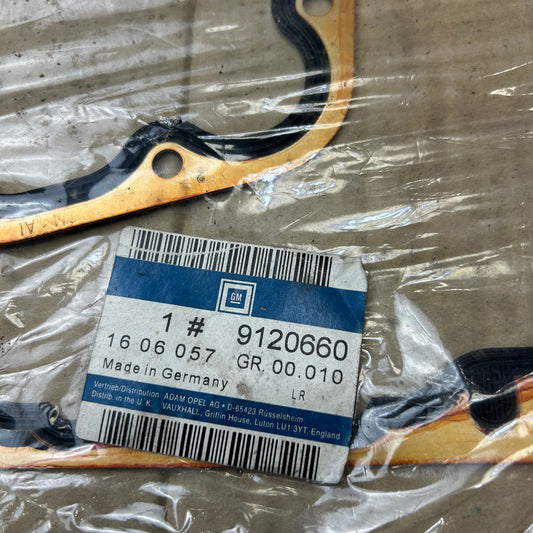 GM
1 # 9120660
16 06 057 GR. 00.010
Made in Germany
LR
Vertrieb/Distribution ADAM OPEL AG • D-65423 Rüsselsheim
Distrib. in the U. K. VAUXHALL, Griffin House, Luton LU1 3YT, England